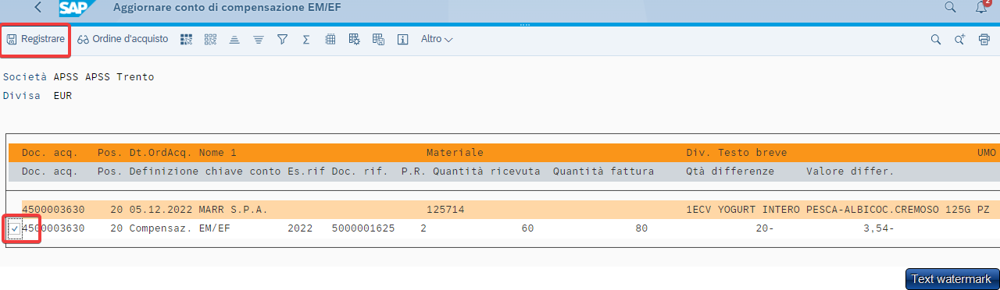 SAP Aggiornare conto di compensazione EM/EF 2
Registrare Ordine d'acquisto Altro
Società APSS APSS Trento
Divisa EUR
Doc. acq. Pos. Dt.OrdAcq. Nome 1 Materiale Div. Testo breve UMO
Doc. acq. Pos. Definizione chiave conto Es.rif Doc. rif. P.R. Quantità ricevuta Quantità fattura Qtà differenze Valore differ.
4500003630 20 05.12.2022 MARR S.P.A. 125714 1ECV YOGURT INTERO PESCA-ALBICOC.CREMOSO 125G PZ
4500003630 20 Compensaz. EM/EF 2022 5000001625 2 60 80 20- 3,54-
Text watermark